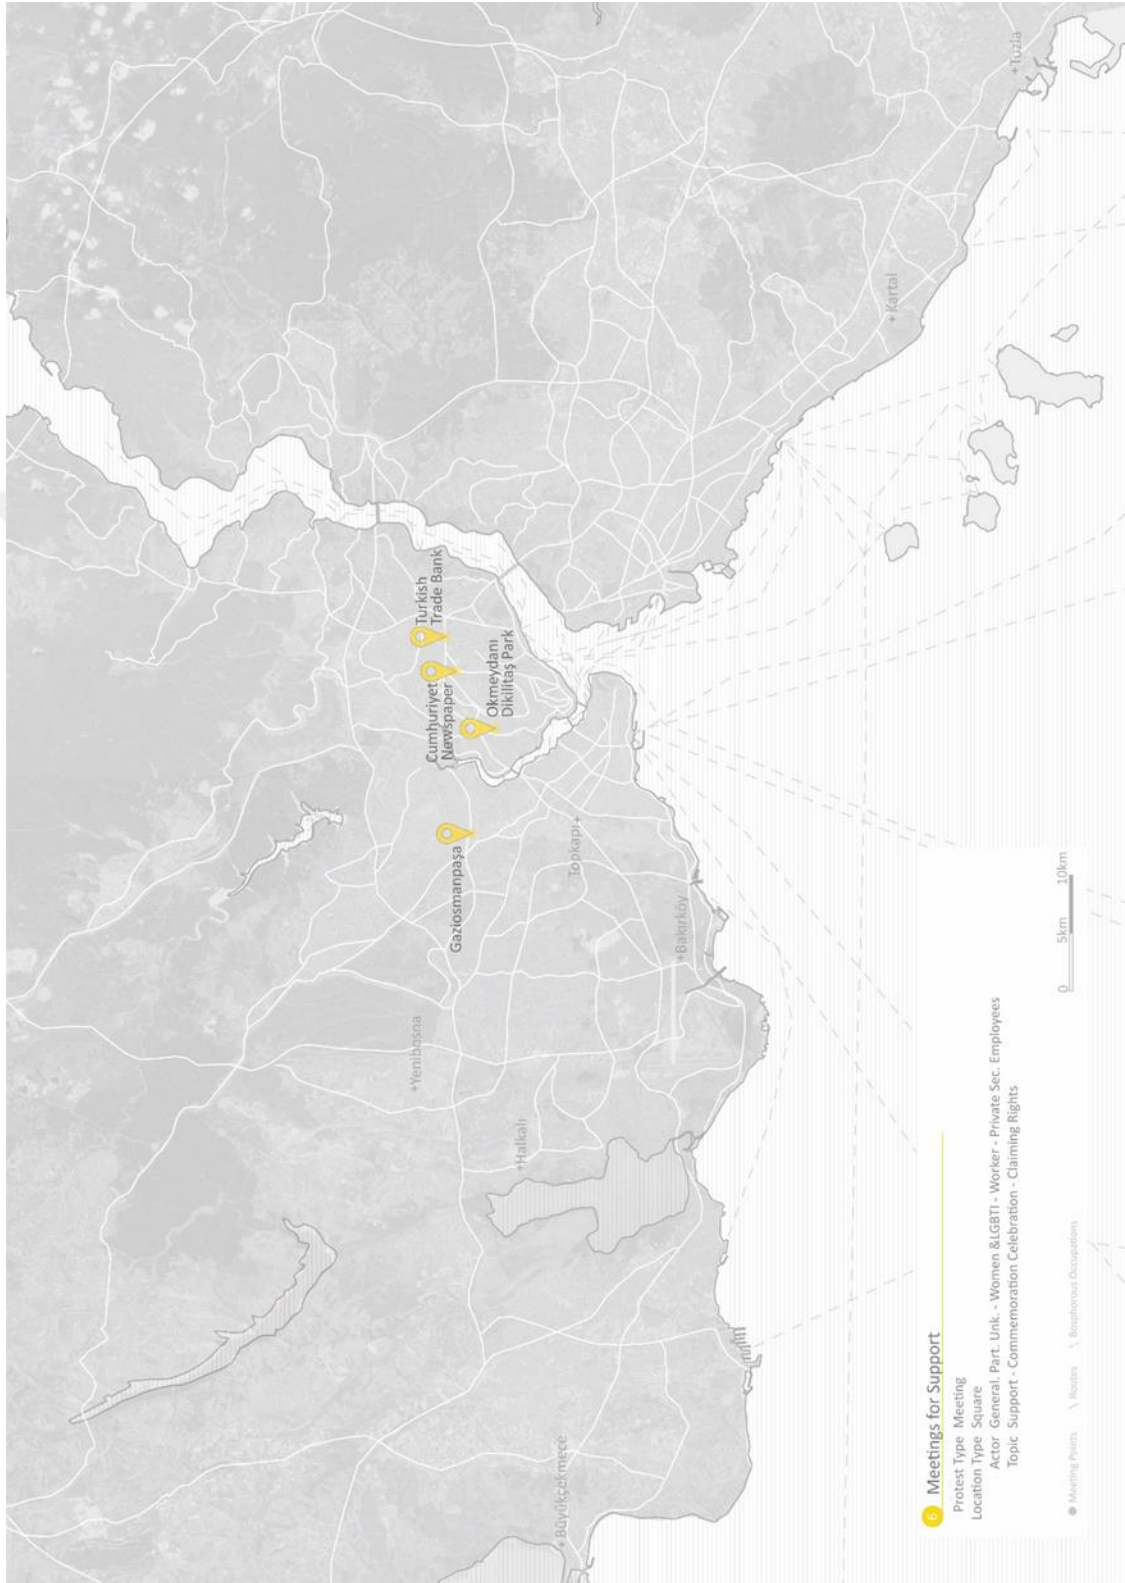 +Tuzla
+Kartal
Turkish
Trade Bank
Cumhuriyet
Newspaper
Okmeydanı
Dikilitaş Park
Gaziosmanpaşa
Topkapı+
+Bakırköy
+Yenibosna
+Halkalı
+Büyükçekmece
6 Meetings for Support
Protest Type Meeting
Location Type Square
Actor General. Part. Unk. - Women &LGBTI - Worker - Private Sec. Employees
Topic Support - Commemoration Celebration - Claiming Rights
Meeting Points \ Routes \ Bosphorous Occupations
0 5km 10km